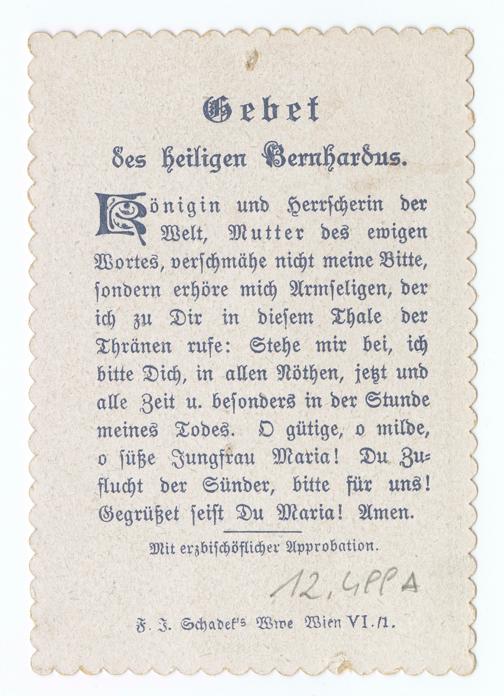 Gebet
des heiligen Bernhardus.
Königin und Herrscherin der
Welt, Mutter des ewigen
Wortes, verschmähe nicht meine Bitte,
sondern erhöre mich Armseligen, der
ich zu Dir in diesem Thale der
Thränen rufe: Stehe mir bei, ich
bitte Dich, in allen Nöthen, jetzt und
alle Zeit u. besonders in der Stunde
meines Todes. O gütige, o milde,
o süße Jungfrau Maria! Du Zu-
flucht der Sünder, bitte für uns!
Gegrüßet seist Du Maria! Amen.
Mit erzbischöflicher Approbation.
12.499A
F. J. Schadek's Wwe Wien VI./1.